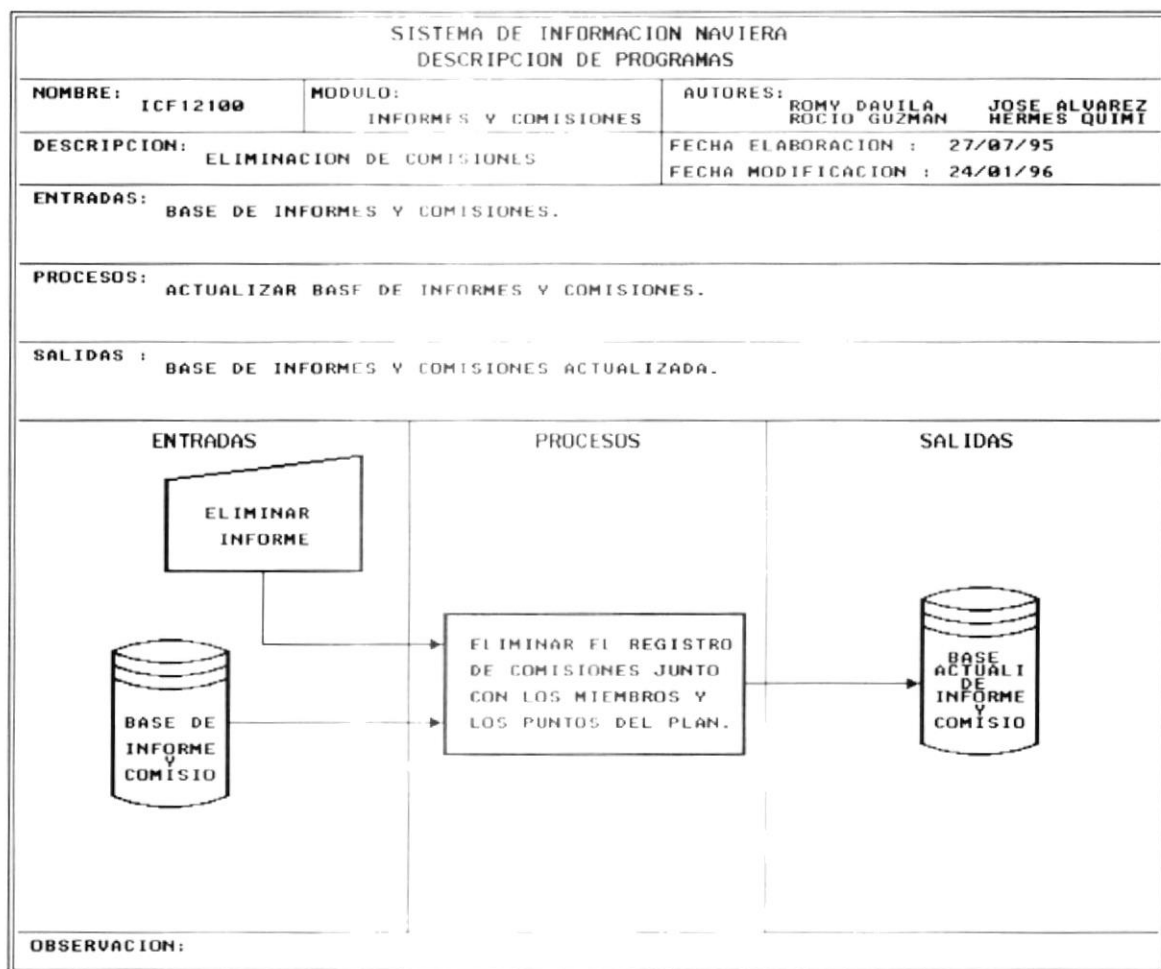 SISTEMA DE INFORMACION NAVIERA
DESCRIPCION DE PROGRAMAS
NOMBRE:
ICF12100
MODULO:
INFORMES Y COMISIONES
AUTORES:
ROMY DAVILA JOSE ALVAREZ
ROCIO GUZMAN HERMES QUIMI
DESCRIPCION:
ELIMINACION DE COMISIONES
FECHA ELABORACION : 27/07/95
FECHA MODIFICACION : 24/01/96
ENTRADAS:
BASE DE INFORMES Y COMISIONES.
PROCESOS:
ACTUALIZAR BASE DE INFORMES Y COMISIONES.
SALIDAS :
BASE DE INFORMES Y COMISIONES ACTUALIZADA.
ENTRADAS
ELIMINAR
INFORME
BASE DE
INFORME
Y
COMISIO
PROCESOS
ELIMINAR EL REGISTRO
DE COMISIONES JUNTO
CON LOS MIEMBROS Y
LOS PUNTOS DEL PLAN.
SALIDAS
BASE
ACTUALI
DE
INFORME
Y
COMISIO
OBSERVACION: